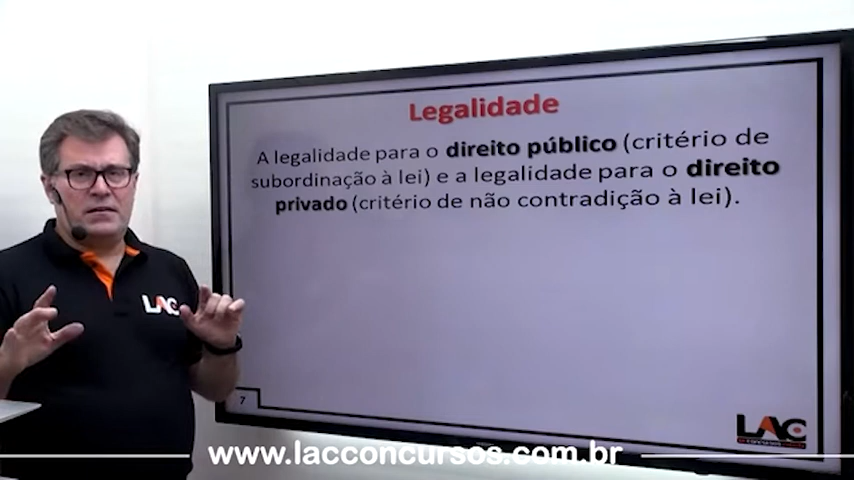 Legalidade
A legalidade para o direito público (critério de
subordinação à lei) e a legalidade para o direito
privado (critério de não contradição à lei).
LAC
7
LAC
www.lacconcursos.com.br